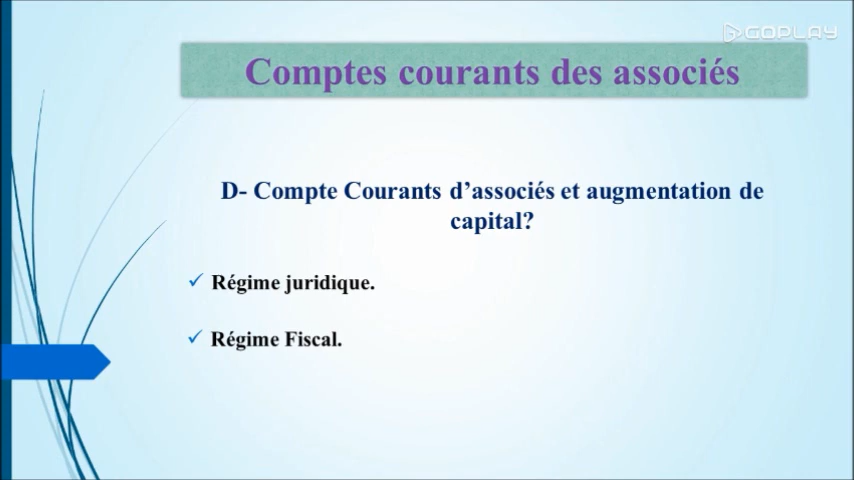 GOPLAY
Comptes courants des associés
D- Compte Courants d’associés et augmentation de
capital?
Régime juridique.
Régime Fiscal.